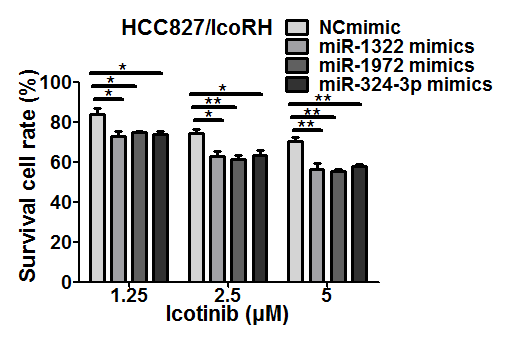 HCC827/IcoRH
NCmimic
miR-1322 mimics
miR-1972 mimics
miR-324-3p mimics
Survival cell rate (%)
100
80
60
40
20
0
*
*
*
*
**
*
**
**
**
1.25
2.5
5
Icotinib (μM)